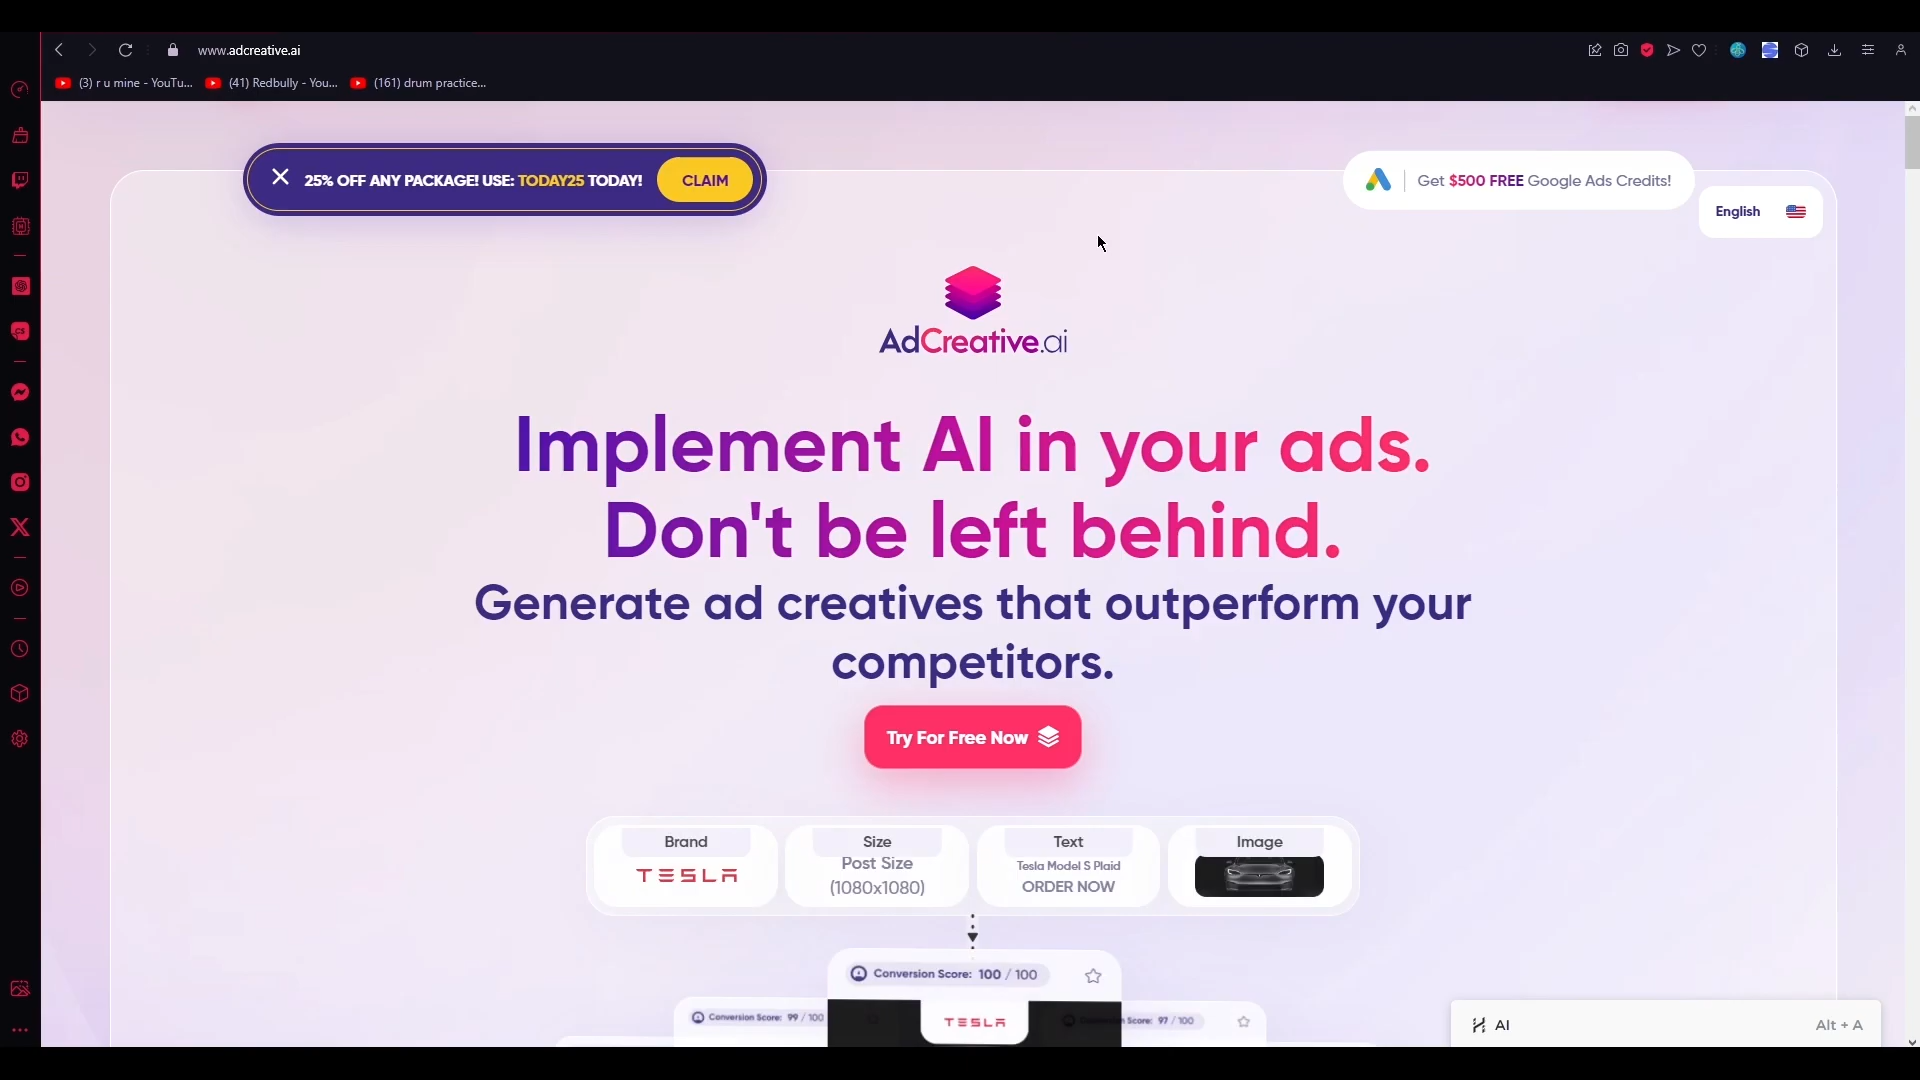 www.adcreative.ai
(3) r u mine - YouTu...
(41) Redbully - You...
(161) drum practice...
25% OFF ANY PACKAGE! USE: TODAY25 TODAY!
CLAIM
Get $500 FREE Google Ads Credits!
English
AdCreative.ai
Implement AI in your ads.
Don't be left behind.
Generate ad creatives that outperform your
competitors.
Try For Free Now
Brand
TESLA
Size
Post Size
(1080x1080)
Text
Tesla Model S Plaid
ORDER NOW
Image
Conversion Score: 100 / 100
Conversion Score: 99 / 100
TESLA
Score: 97 / 100
AI
Alt + A